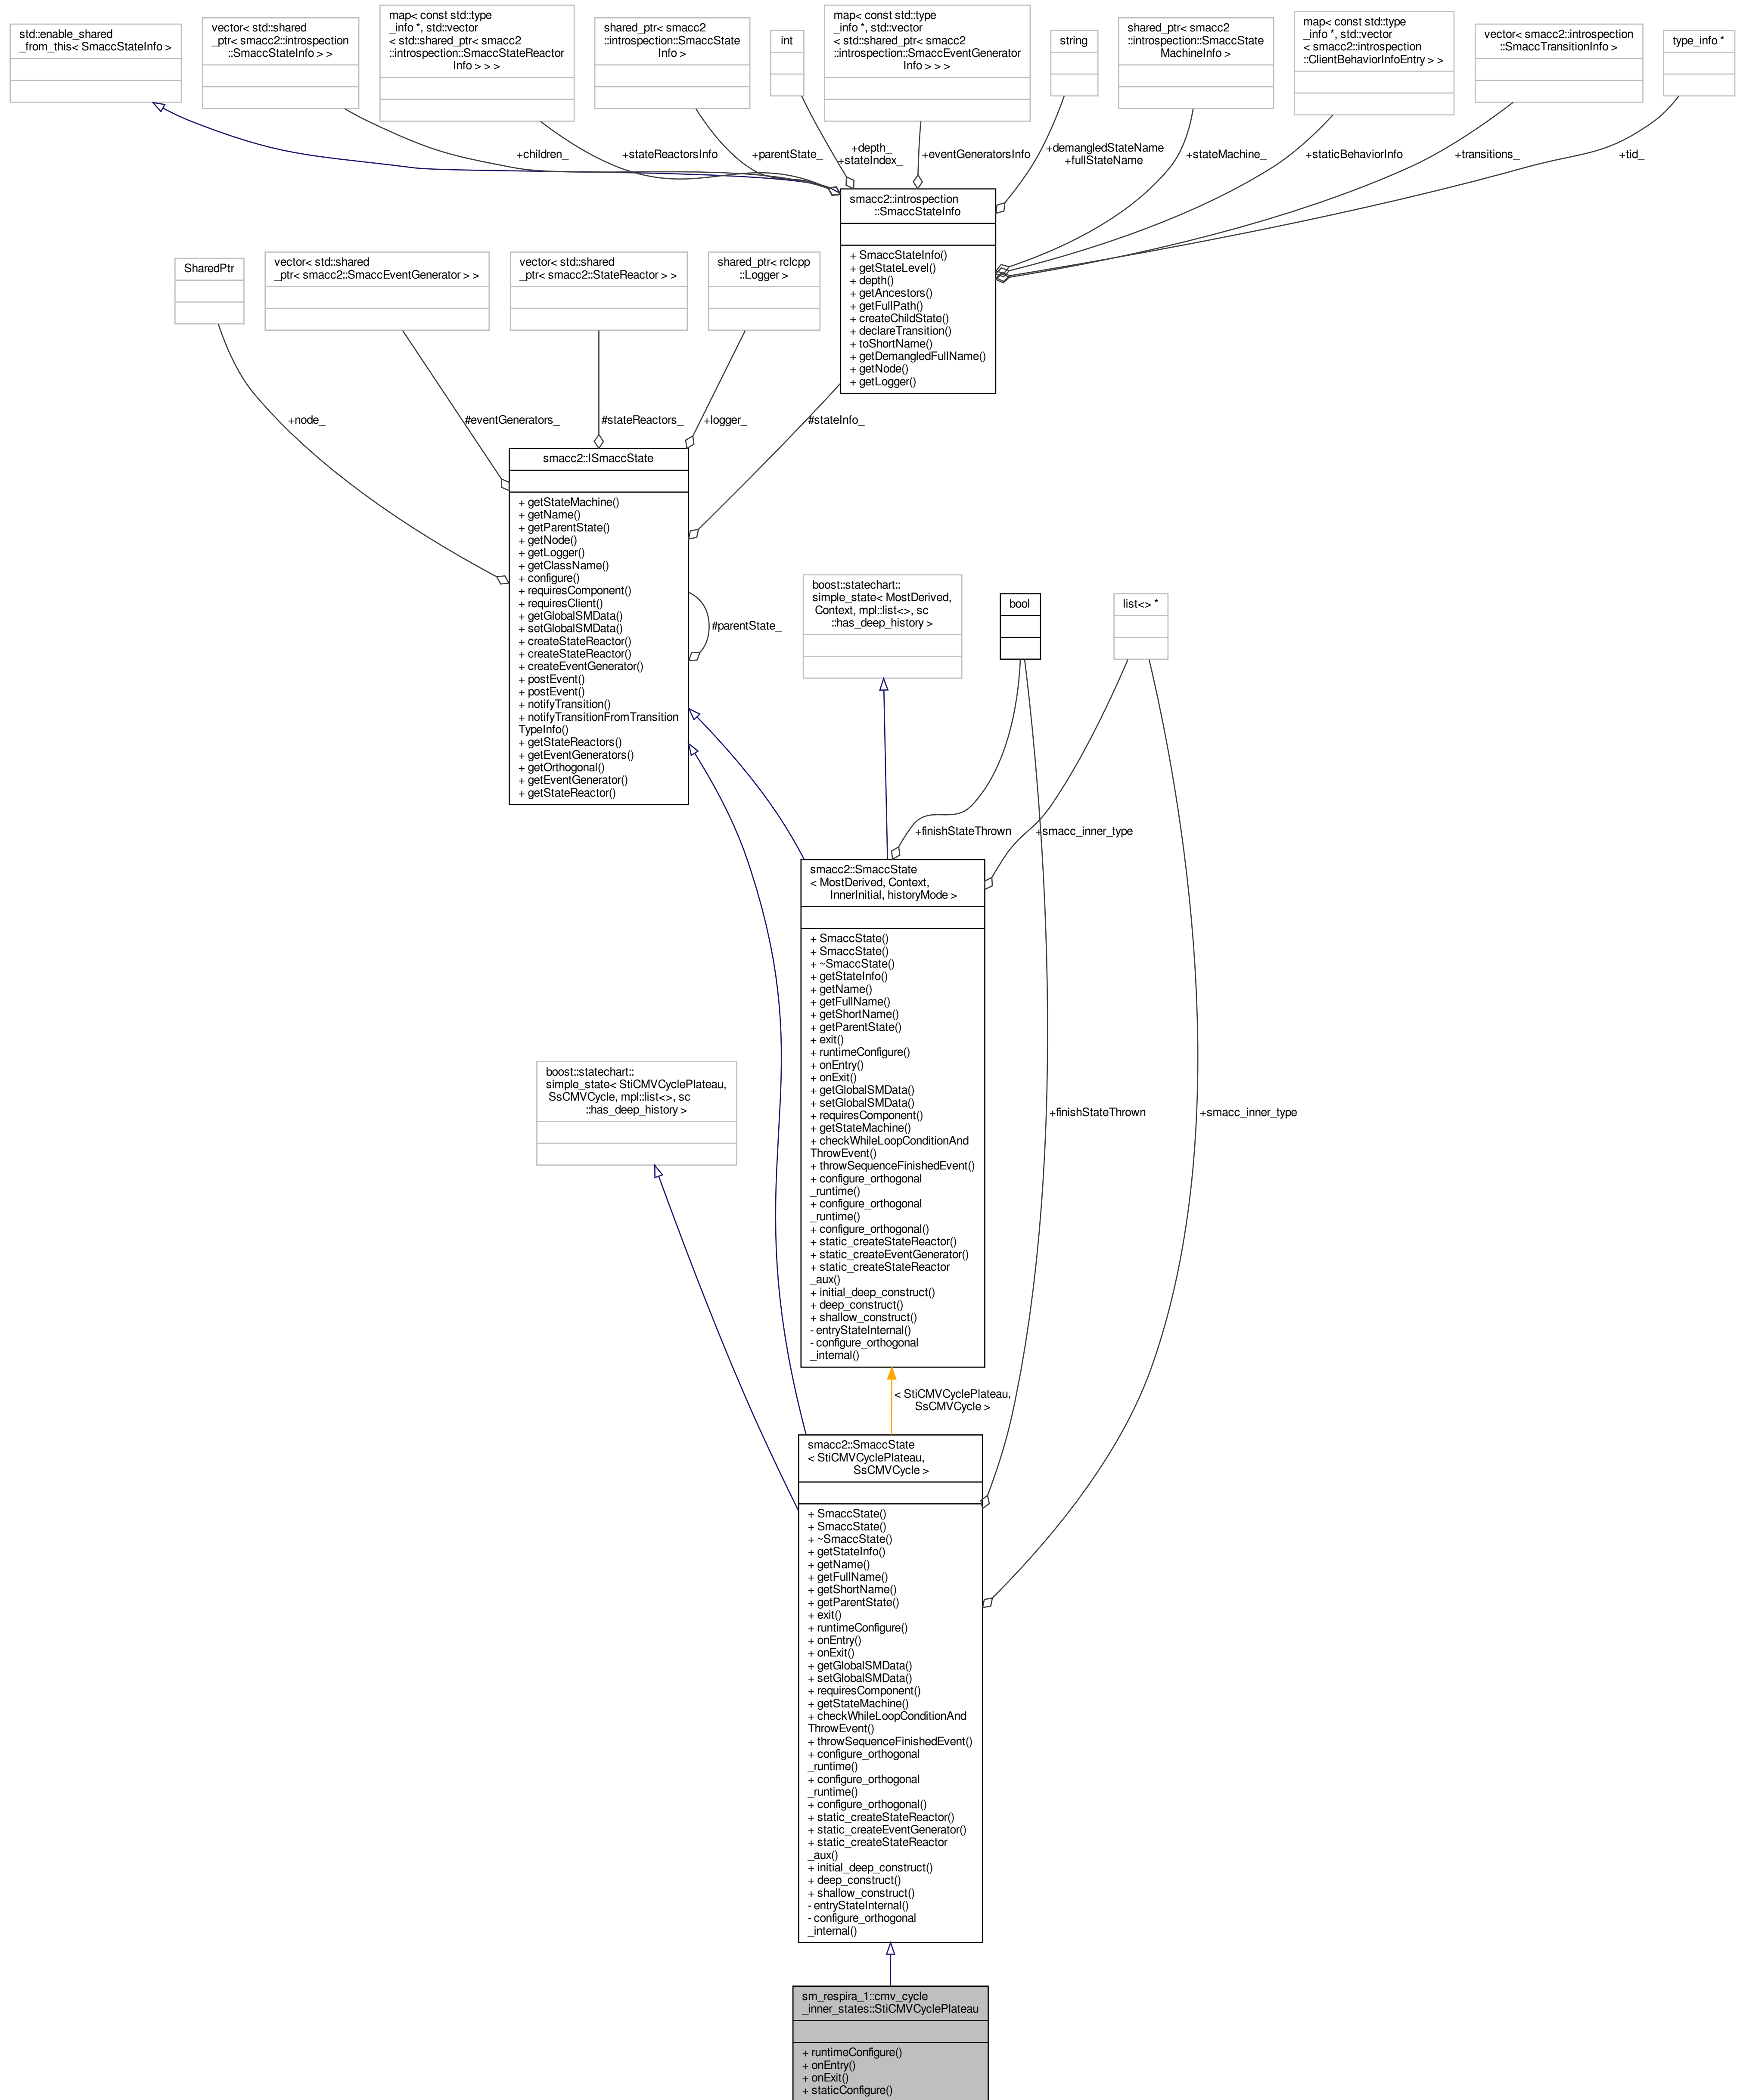 std::enable_shared
_from_this< SmaccStateInfo >
vector< std::shared
_ptr< smacc2::introspection
::SmaccStateInfo > >
map< const std::type
_info *, std::vector
< std::shared_ptr< smacc2
::introspection::SmaccStateReactor
Info > > >
shared_ptr< smacc2
::introspection::SmaccState
Info >
int
map< const std::type
_info *, std::vector
< std::shared_ptr< smacc2
::introspection::SmaccEventGenerator
Info > > >
string
shared_ptr< smacc2
::introspection::SmaccState
MachineInfo >
map< const std::type
_info *, std::vector
< smacc2::introspection
::ClientBehaviorInfoEntry > >
vector< smacc2::introspection
::SmaccTransitionInfo >
type_info *
+children_
+stateReactorsInfo
+parentState_
+depth_
+stateIndex_
+eventGeneratorsInfo
+demangledStateName
+fullStateName
+stateMachine_
+staticBehaviorInfo
+transitions_
+tid_
smacc2::introspection
::SmaccStateInfo
+ SmaccStateInfo()
+ getStateLevel()
+ depth()
+ getAncestors()
+ getFullPath()
+ createChildState()
+ declareTransition()
+ toShortName()
+ getDemangledFullName()
+ getNode()
+ getLogger()
SharedPtr
vector< std::shared
_ptr< smacc2::SmaccEventGenerator > >
vector< std::shared
_ptr< smacc2::StateReactor > >
shared_ptr< rclcpp
::Logger >
+node_
#eventGenerators_
#stateReactors_
+logger_
#stateInfo_
smacc2::ISmaccState
+ getStateMachine()
+ getName()
+ getParentState()
+ getNode()
+ getLogger()
+ getClassName()
+ configure()
+ requiresComponent()
+ requiresClient()
+ getGlobalSMData()
+ setGlobalSMData()
+ createStateReactor()
+ createStateReactor()
+ createEventGenerator()
+ postEvent()
+ postEvent()
+ notifyTransition()
+ notifyTransitionFromTransition
TypeInfo()
+ getStateReactors()
+ getEventGenerators()
+ getOrthogonal()
+ getEventGenerator()
+ getStateReactor()
#parentState_
boost::statechart::
simple_state< MostDerived,
Context, mpl::list<>, sc
::has_deep_history >
bool
list<> *
+finishStateThrown
+smacc_inner_type
smacc2::SmaccState
< MostDerived, Context,
InnerInitial, historyMode >
+ SmaccState()
+ SmaccState()
+ ~SmaccState()
+ getStateInfo()
+ getName()
+ getFullName()
+ getShortName()
+ getParentState()
+ exit()
+ runtimeConfigure()
+ onEntry()
+ onExit()
+ getGlobalSMData()
+ setGlobalSMData()
+ requiresComponent()
+ getStateMachine()
+ checkWhileLoopConditionAnd
ThrowEvent()
+ throwSequenceFinishedEvent()
+ configure_orthogonal
_runtime()
+ configure_orthogonal
_runtime()
+ configure_orthogonal()
+ static_createStateReactor()
+ static_createEventGenerator()
+ static_createStateReactor
_aux()
+ initial_deep_construct()
+ deep_construct()
+ shallow_construct()
- entryStateInternal()
- configure_orthogonal
_internal()
boost::statechart::
simple_state< StiCMVCyclePlateau,
SsCMVCycle, mpl::list<>, sc
::has_deep_history >
+finishStateThrown
+smacc_inner_type
< StiCMVCyclePlateau,
SsCMVCycle >
smacc2::SmaccState
< StiCMVCyclePlateau,
SsCMVCycle >
+ SmaccState()
+ SmaccState()
+ ~SmaccState()
+ getStateInfo()
+ getName()
+ getFullName()
+ getShortName()
+ getParentState()
+ exit()
+ runtimeConfigure()
+ onEntry()
+ onExit()
+ getGlobalSMData()
+ setGlobalSMData()
+ requiresComponent()
+ getStateMachine()
+ checkWhileLoopConditionAnd
ThrowEvent()
+ throwSequenceFinishedEvent()
+ configure_orthogonal
_runtime()
+ configure_orthogonal
_runtime()
+ configure_orthogonal()
+ static_createStateReactor()
+ static_createEventGenerator()
+ static_createStateReactor
_aux()
+ initial_deep_construct()
+ deep_construct()
+ shallow_construct()
- entryStateInternal()
- configure_orthogonal
_internal()
sm_respira_1::cmv_cycle
_inner_states::StiCMVCyclePlateau
+ runtimeConfigure()
+ onEntry()
+ onExit()
+ staticConfigure()